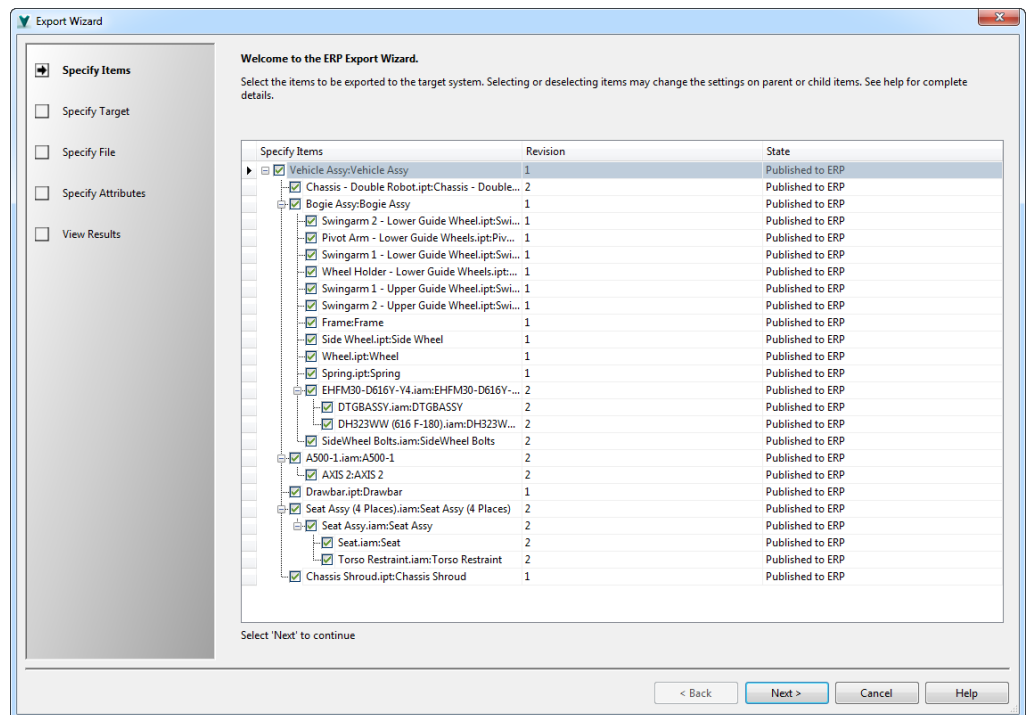 Export Wizard
Specify Items
Specify Target
Specify File
Specify Attributes
View Results
Welcome to the ERP Export Wizard.
Select the items to be exported to the target system. Selecting or deselecting items may change the settings on parent or child items. See help for complete
details.
Specify Items Revision State
Vehicle Assy:Vehicle Assy 1 Published to ERP
Chassis - Double Robot.ipt:Chassis - Double... 2 Published to ERP
Bogie Assy:Bogie Assy 1 Published to ERP
Swingarm 2 - Lower Guide Wheel.ipt:Swi... 1 Published to ERP
Pivot Arm - Lower Guide Wheels.ipt:Piv... 1 Published to ERP
Swingarm 1 - Lower Guide Wheel.ipt:Swi... 1 Published to ERP
Wheel Holder - Lower Guide Wheels.ipt:... 1 Published to ERP
Swingarm 1 - Upper Guide Wheel.ipt:Swi... 1 Published to ERP
Swingarm 2 - Upper Guide Wheel.ipt:Swi... 1 Published to ERP
Frame:Frame 1 Published to ERP
Side Wheel.ipt:Side Wheel 1 Published to ERP
Wheel.ipt:Wheel 1 Published to ERP
Spring.ipt:Spring 1 Published to ERP
EHFM30-D616Y-Y4.iam:EHFM30-D616Y-... 2 Published to ERP
DTGBASSY.iam:DTGBASSY 2 Published to ERP
DH323WW (616 F-180).iam:DH323W... 2 Published to ERP
SideWheel Bolts.iam:SideWheel Bolts 2 Published to ERP
A500-1.iam:A500-1 2 Published to ERP
AXIS 2:AXIS 2 2 Published to ERP
Drawbar.ipt:Drawbar 1 Published to ERP
Seat Assy (4 Places).iam:Seat Assy (4 Places) 2 Published to ERP
Seat Assy.iam:Seat Assy 2 Published to ERP
Seat.iam:Seat 2 Published to ERP
Torso Restraint.iam:Torso Restraint 2 Published to ERP
Chassis Shroud.ipt:Chassis Shroud 1 Published to ERP
Select 'Next' to continue
< Back Next > Cancel Help